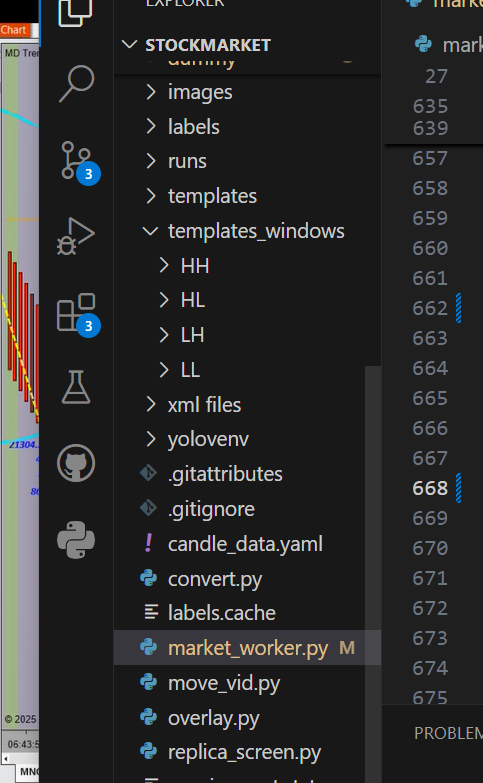 EXPLORER
Chart
MD Tre
STOCKMARKET
dummy
images
labels
runs
templates
templates_windows
HH
HL
LH
LL
xml files
yolovenv
.gitattributes
.gitignore
candle_data.yaml
convert.py
labels.cache
market_worker.py M
move_vid.py
overlay.py
replica_screen.py
3
3
21304.
86
© 2025
06:43:5
MNQ
mark
27
635
639
657
658
659
660
661
662
663
664
665
666
667
668
669
670
671
672
673
674
675
PROBLEM